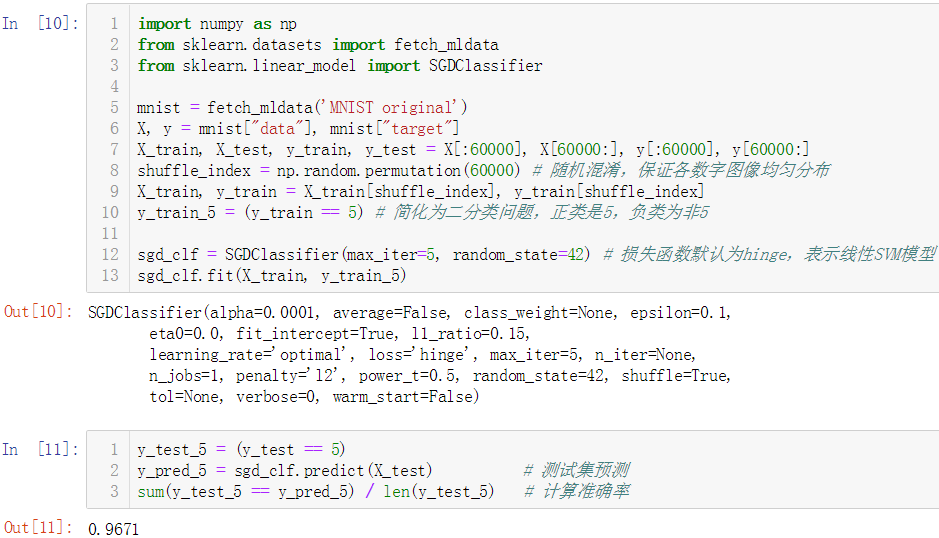 In [10]:
1 import numpy as np
2 from sklearn.datasets import fetch_mldata
3 from sklearn.linear_model import SGDClassifier
4
5 mnist = fetch_mldata('MNIST original')
6 X, y = mnist["data"], mnist["target"]
7 X_train, X_test, y_train, y_test = X[:60000], X[60000:], y[:60000], y[60000:]
8 shuffle_index = np.random.permutation(60000) # 随机混淆，保证各数字图像均匀分布
9 X_train, y_train = X_train[shuffle_index], y_train[shuffle_index]
10 y_train_5 = (y_train == 5) # 简化为二分类问题，正类是5，负类为非5
11
12 sgd_clf = SGDClassifier(max_iter=5, random_state=42) # 损失函数默认为hinge，表示线性SVM模型
13 sgd_clf.fit(X_train, y_train_5)
Out[10]: SGDClassifier(alpha=0.0001, average=False, class_weight=None, epsilon=0.1,
eta0=0.0, fit_intercept=True, l1_ratio=0.15,
learning_rate='optimal', loss='hinge', max_iter=5, n_iter=None,
n_jobs=1, penalty='l2', power_t=0.5, random_state=42, shuffle=True,
tol=None, verbose=0, warm_start=False)
In [11]:
1 y_test_5 = (y_test == 5)
2 y_pred_5 = sgd_clf.predict(X_test) # 测试集预测
3 sum(y_test_5 == y_pred_5) / len(y_test_5) # 计算准确率
Out[11]: 0.9671